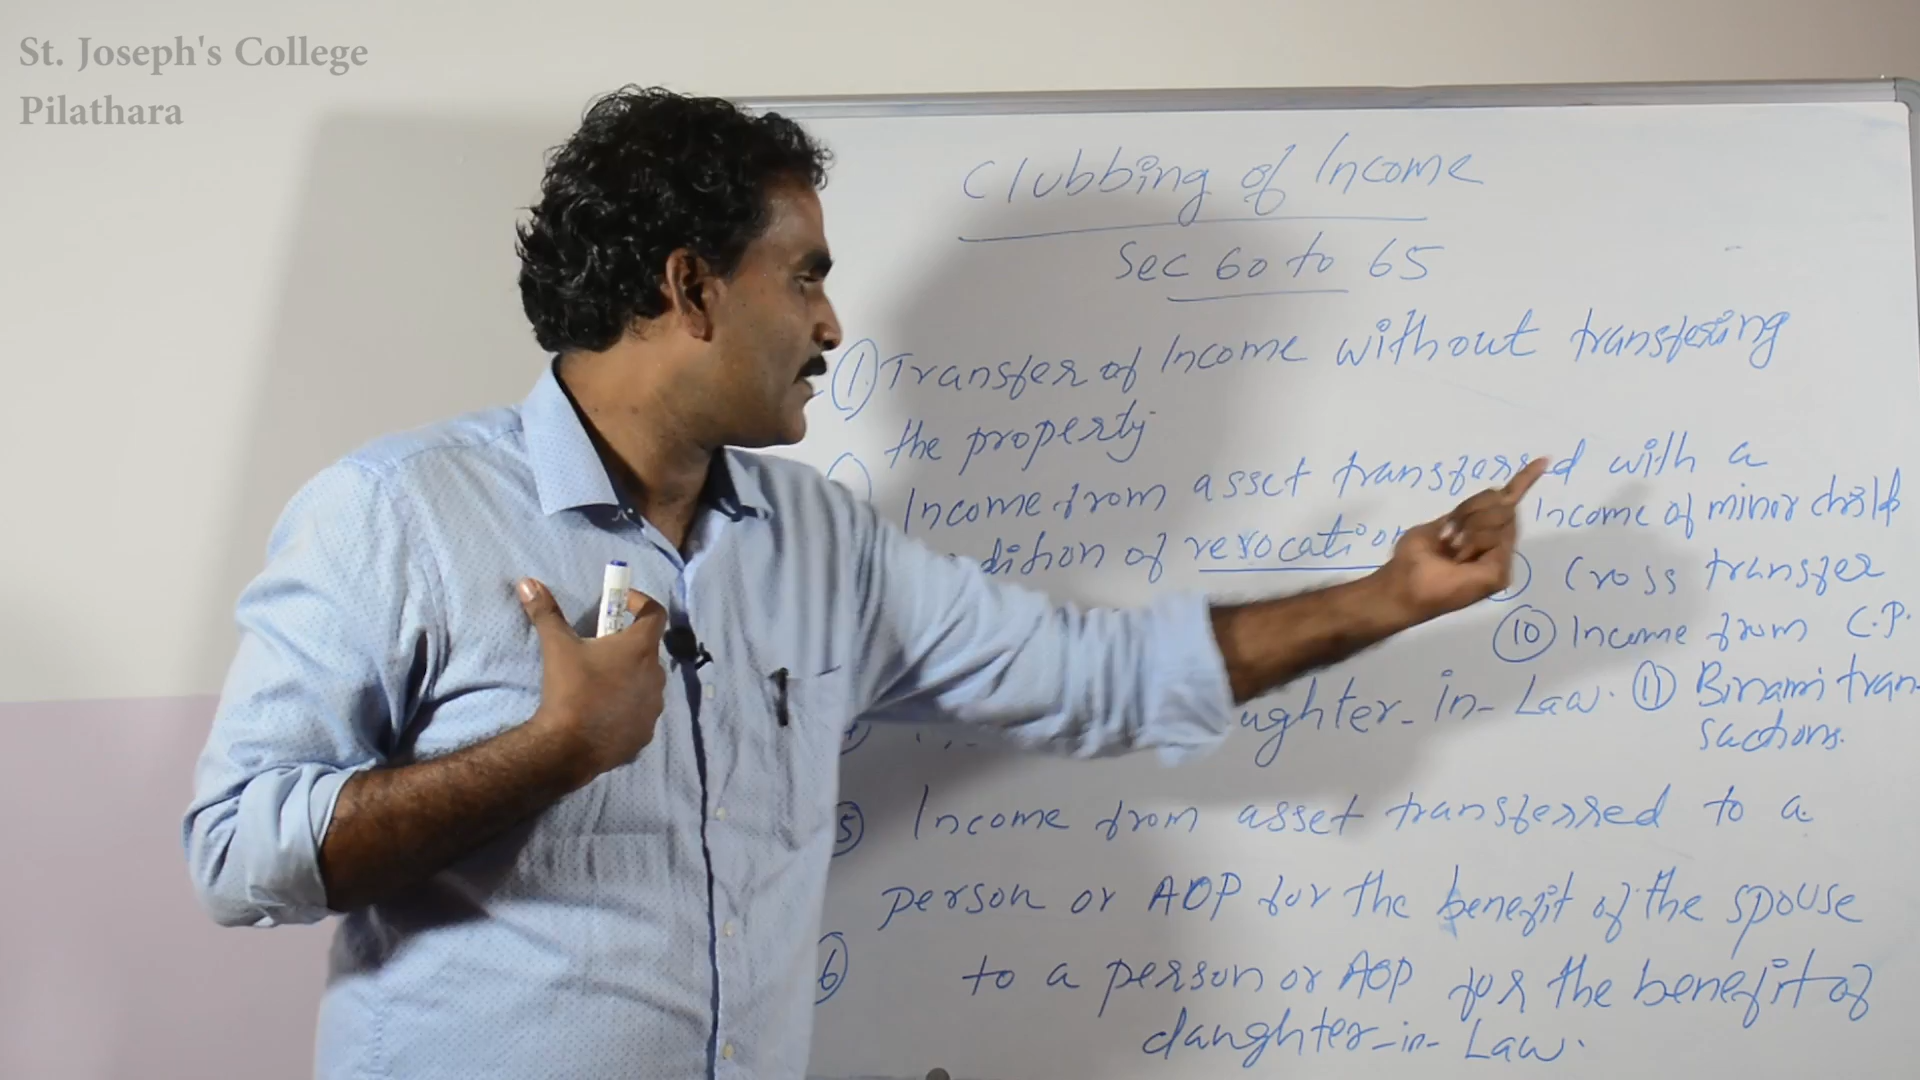 St. Joseph's College
Pilathara
Clubbing of Income
Sec 60 to 65
1 Transfer of Income without transfering
the property
Income from asset transferred with a
dition of revocation
Income of minor child
Cross transfer
10 Income from C.P.
ughter-in-Law. 11 Binami tran-
sactions.
5 Income from asset transferred to a
person or AOP for the benefit of the spouse
6 to a person or AOP for the benefit of
daughter-in-Law.